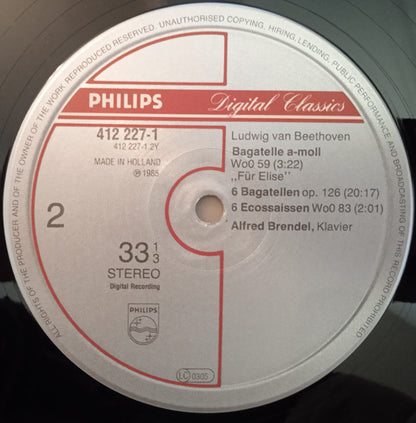 ALL RIGHTS OF THE PRODUCER AND OF THE OWNER OF THE WORK REPRODUCED RESERVED. UNAUTHORISED COPYING, HIRING, LENDING, PUBLIC PERFORMANCE AND BROADCASTING OF THIS RECORD PROHIBITED
PHILIPS Digital Classics
412 227-1
412 227-1.2Y
MADE IN HOLLAND
℗ 1985
2
33 1/3
STEREO
Digital Recording
PHILIPS
Ludwig van Beethoven
Bagatelle a-moll
WoO 59 (3:22)
„Für Elise"
6 Bagatellen op. 126 (20:17)
6 Ecossaissen WoO 83 (2:01)
Alfred Brendel, Klavier
LC 0305